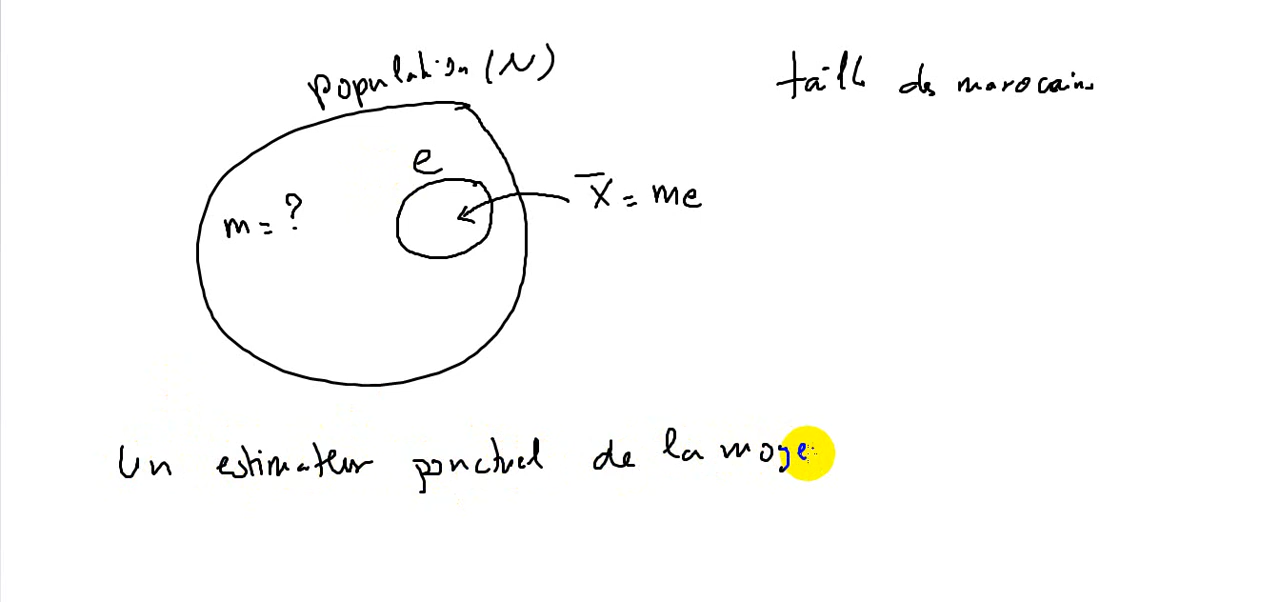 population (N)
taille des marocains
e
m = ?
X̄ = me
Un estimateur ponctuel de la moye